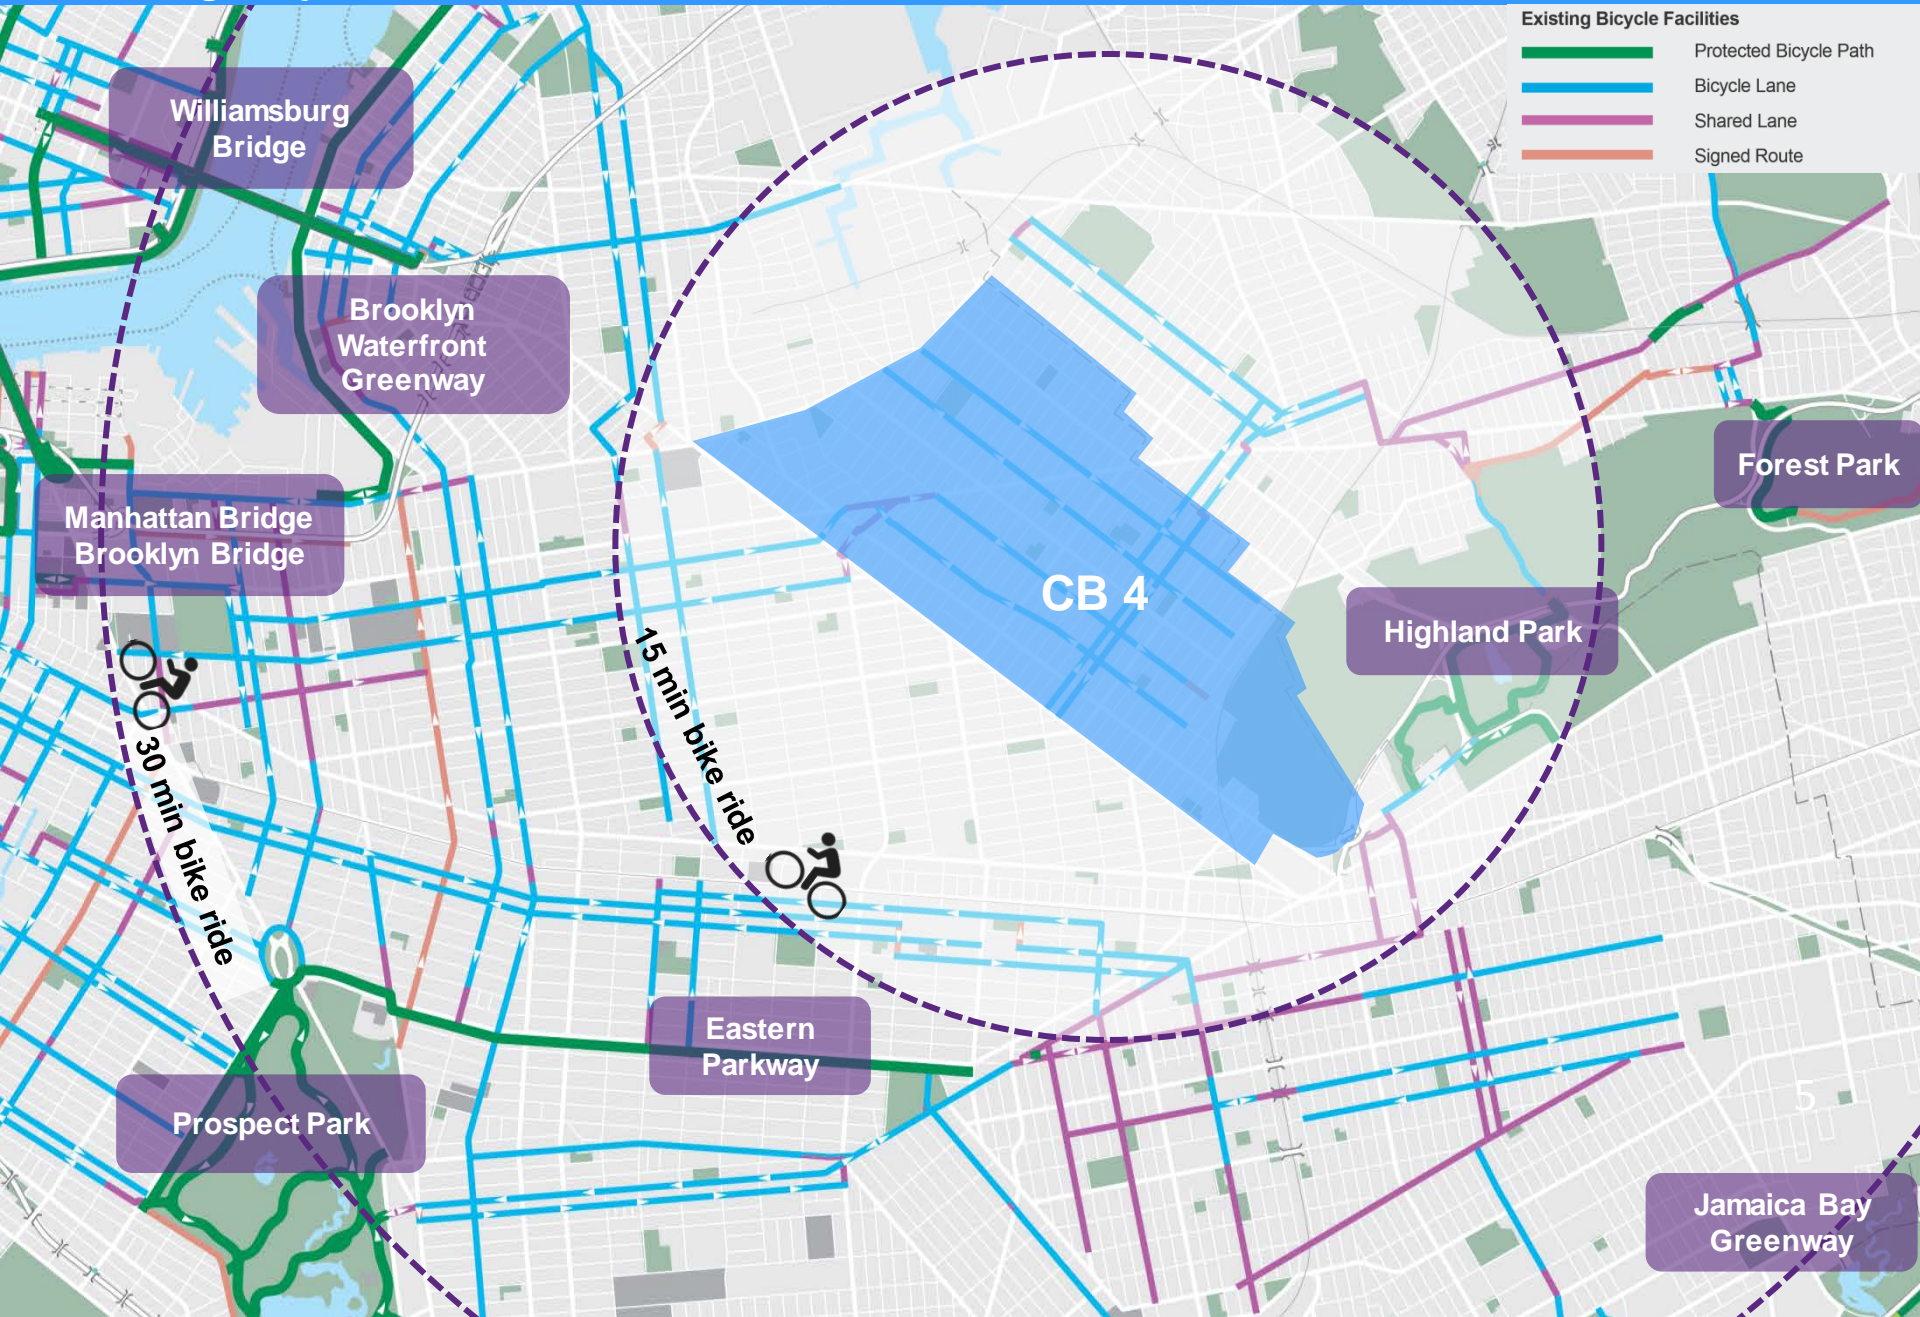 Existing Bicycle Facilities
Protected Bicycle Path
Bicycle Lane
Shared Lane
Signed Route
Williamsburg
Bridge
Brooklyn
Waterfront
Greenway
Manhattan Bridge
Brooklyn Bridge
Forest Park
CB 4
Highland Park
15 min bike ride
30 min bike ride
Eastern
Parkway
Prospect Park
5
Jamaica Bay
Greenway